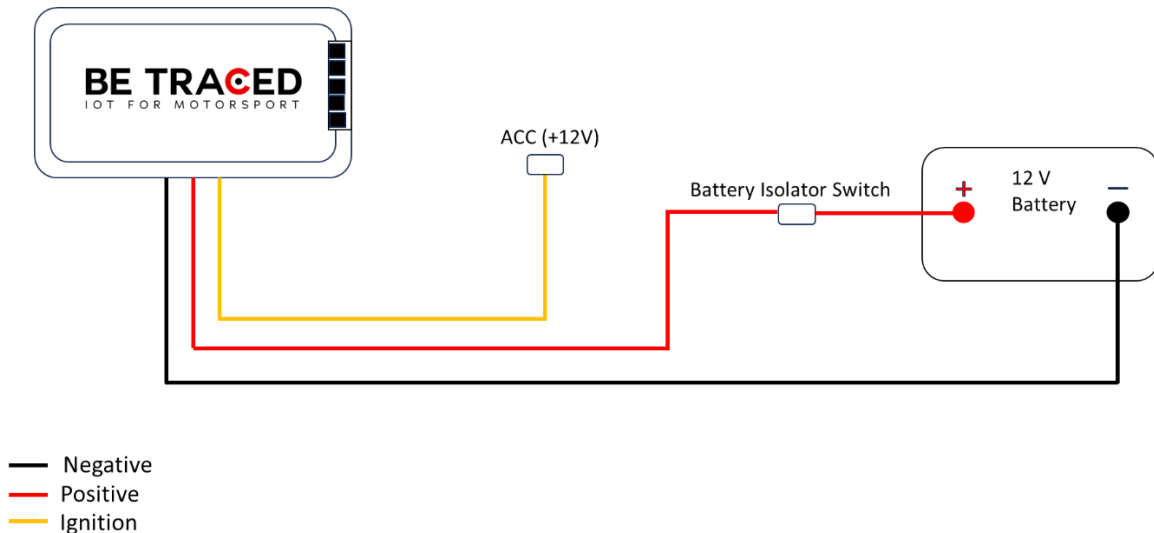 BE TRACED
IOT FOR MOTORSPORT
ACC (+12V)
Battery Isolator Switch
+
12 V
Battery
—
Negative
Positive
Ignition